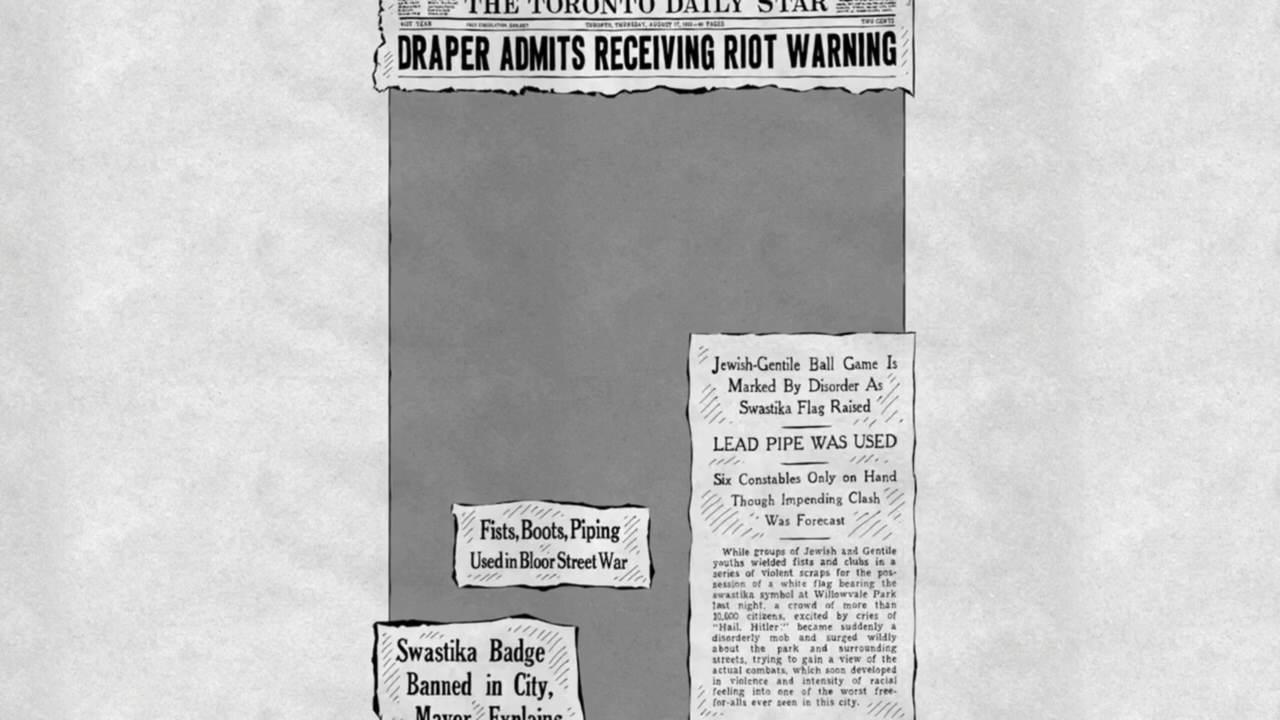 THE TORONTO DAILY STAR
TORONTO, THURSDAY, AUGUST 17, 1933—40 PAGES
TWO CENTS
DRAPER ADMITS RECEIVING RIOT WARNING
Jewish-Gentile Ball Game Is
Marked By Disorder As
Swastika Flag Raised
LEAD PIPE WAS USED
Six Constables Only on Hand
Though Impending Clash
Was Forecast
While groups of Jewish and Gentile
youths wielded fists and clubs in a
series of violent scraps for the pos-
session of a white flag bearing the
swastika symbol at Willowvale Park
last night, a crowd of more than
10,000 citizens, excited by cries of
"Hail, Hitler!" became suddenly a
disorderly mob and surged wildly
about the park and surrounding
streets, trying to gain a view of the
actual combats, which soon developed
in violence and intensity of racial
feeling into one of the worst free-
for-alls ever seen in this city.
Fists, Boots, Piping
Used in Bloor Street War
Swastika Badge
Banned in City,
Mayor Explains